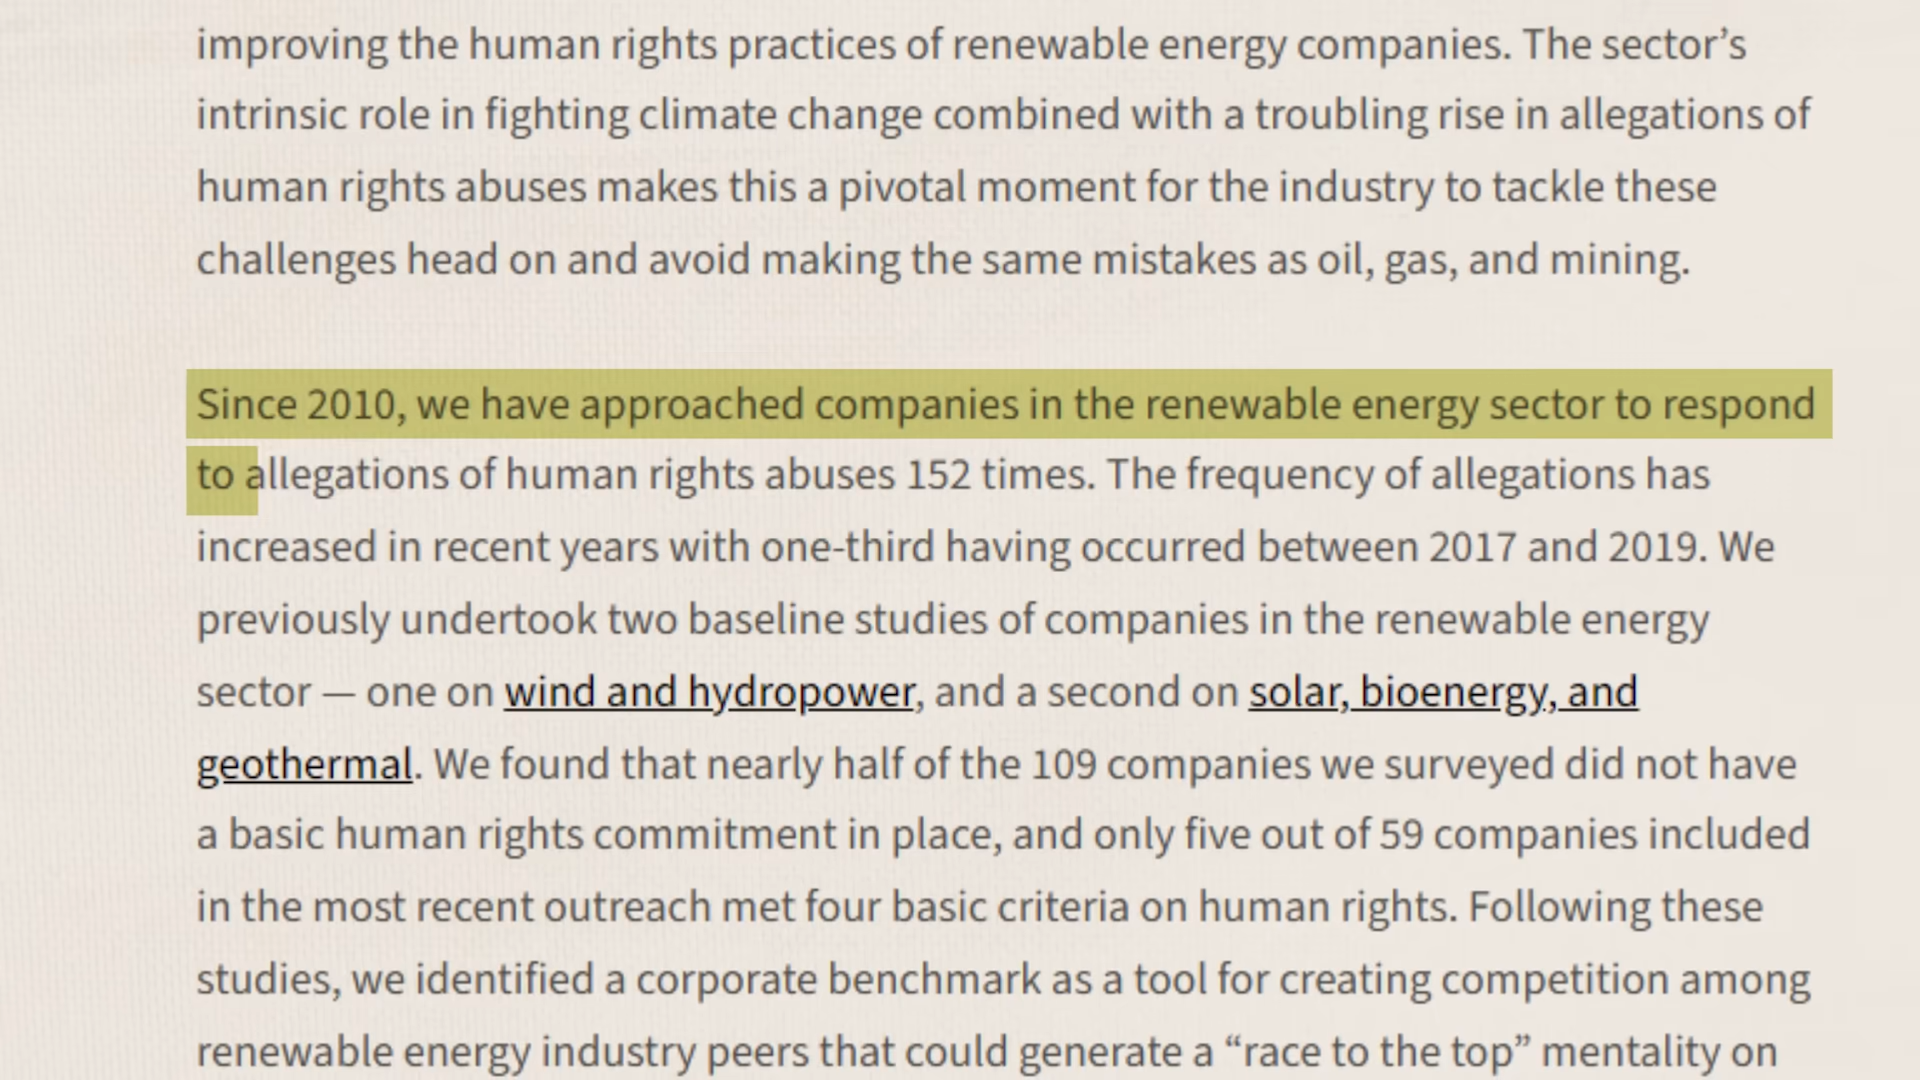 improving the human rights practices of renewable energy companies. The sector’s
intrinsic role in fighting climate change combined with a troubling rise in allegations of
human rights abuses makes this a pivotal moment for the industry to tackle these
challenges head on and avoid making the same mistakes as oil, gas, and mining.
Since 2010, we have approached companies in the renewable energy sector to respond
to allegations of human rights abuses 152 times. The frequency of allegations has
increased in recent years with one-third having occurred between 2017 and 2019. We
previously undertook two baseline studies of companies in the renewable energy
sector — one on wind and hydropower, and a second on solar, bioenergy, and
geothermal. We found that nearly half of the 109 companies we surveyed did not have
a basic human rights commitment in place, and only five out of 59 companies included
in the most recent outreach met four basic criteria on human rights. Following these
studies, we identified a corporate benchmark as a tool for creating competition among
renewable energy industry peers that could generate a “race to the top” mentality on